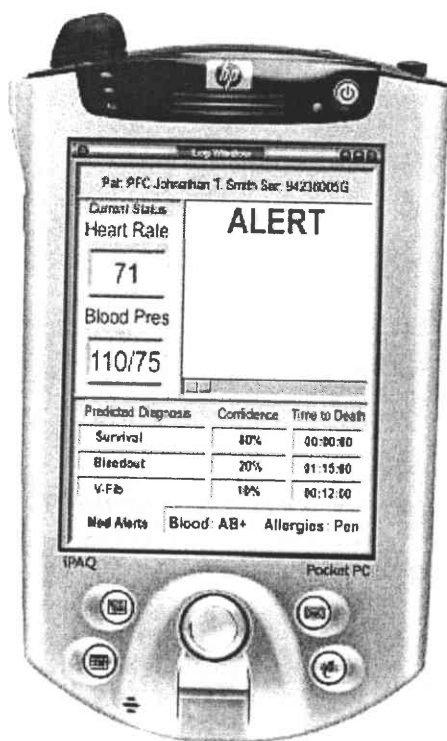 hp
Log Window
Pat: PFC Johnathan T. Smith Ser: 94236005G
Current Status
Heart Rate
71
Blood Pres
110/75
ALERT
Predicted Diagnosis Confidence Time to Death
Survival 80% 00:00:00
Bleedout 20% 01:15:00
V-Fib 10% 00:12:00
Med Alerts Blood: AB+ Allergies: Pen
iPAQ Pocket PC